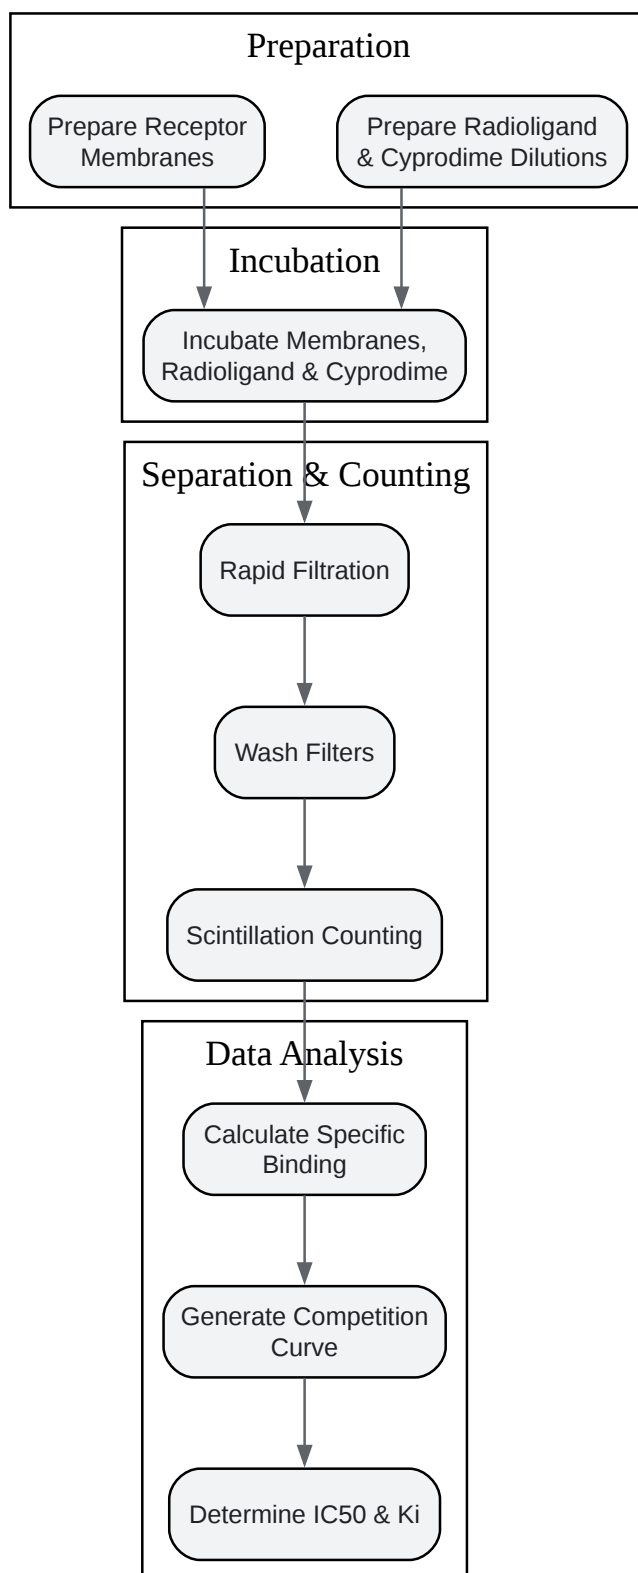 Preparation
Prepare Receptor
Membranes
Prepare Radioligand
& Cyprodime Dilutions
Incubation
Incubate Membranes,
Radioligand & Cyprodime
Separation & Counting
Rapid Filtration
Wash Filters
Scintillation Counting
Data Analysis
Calculate Specific
Binding
Generate Competition
Curve
Determine IC50 & Ki